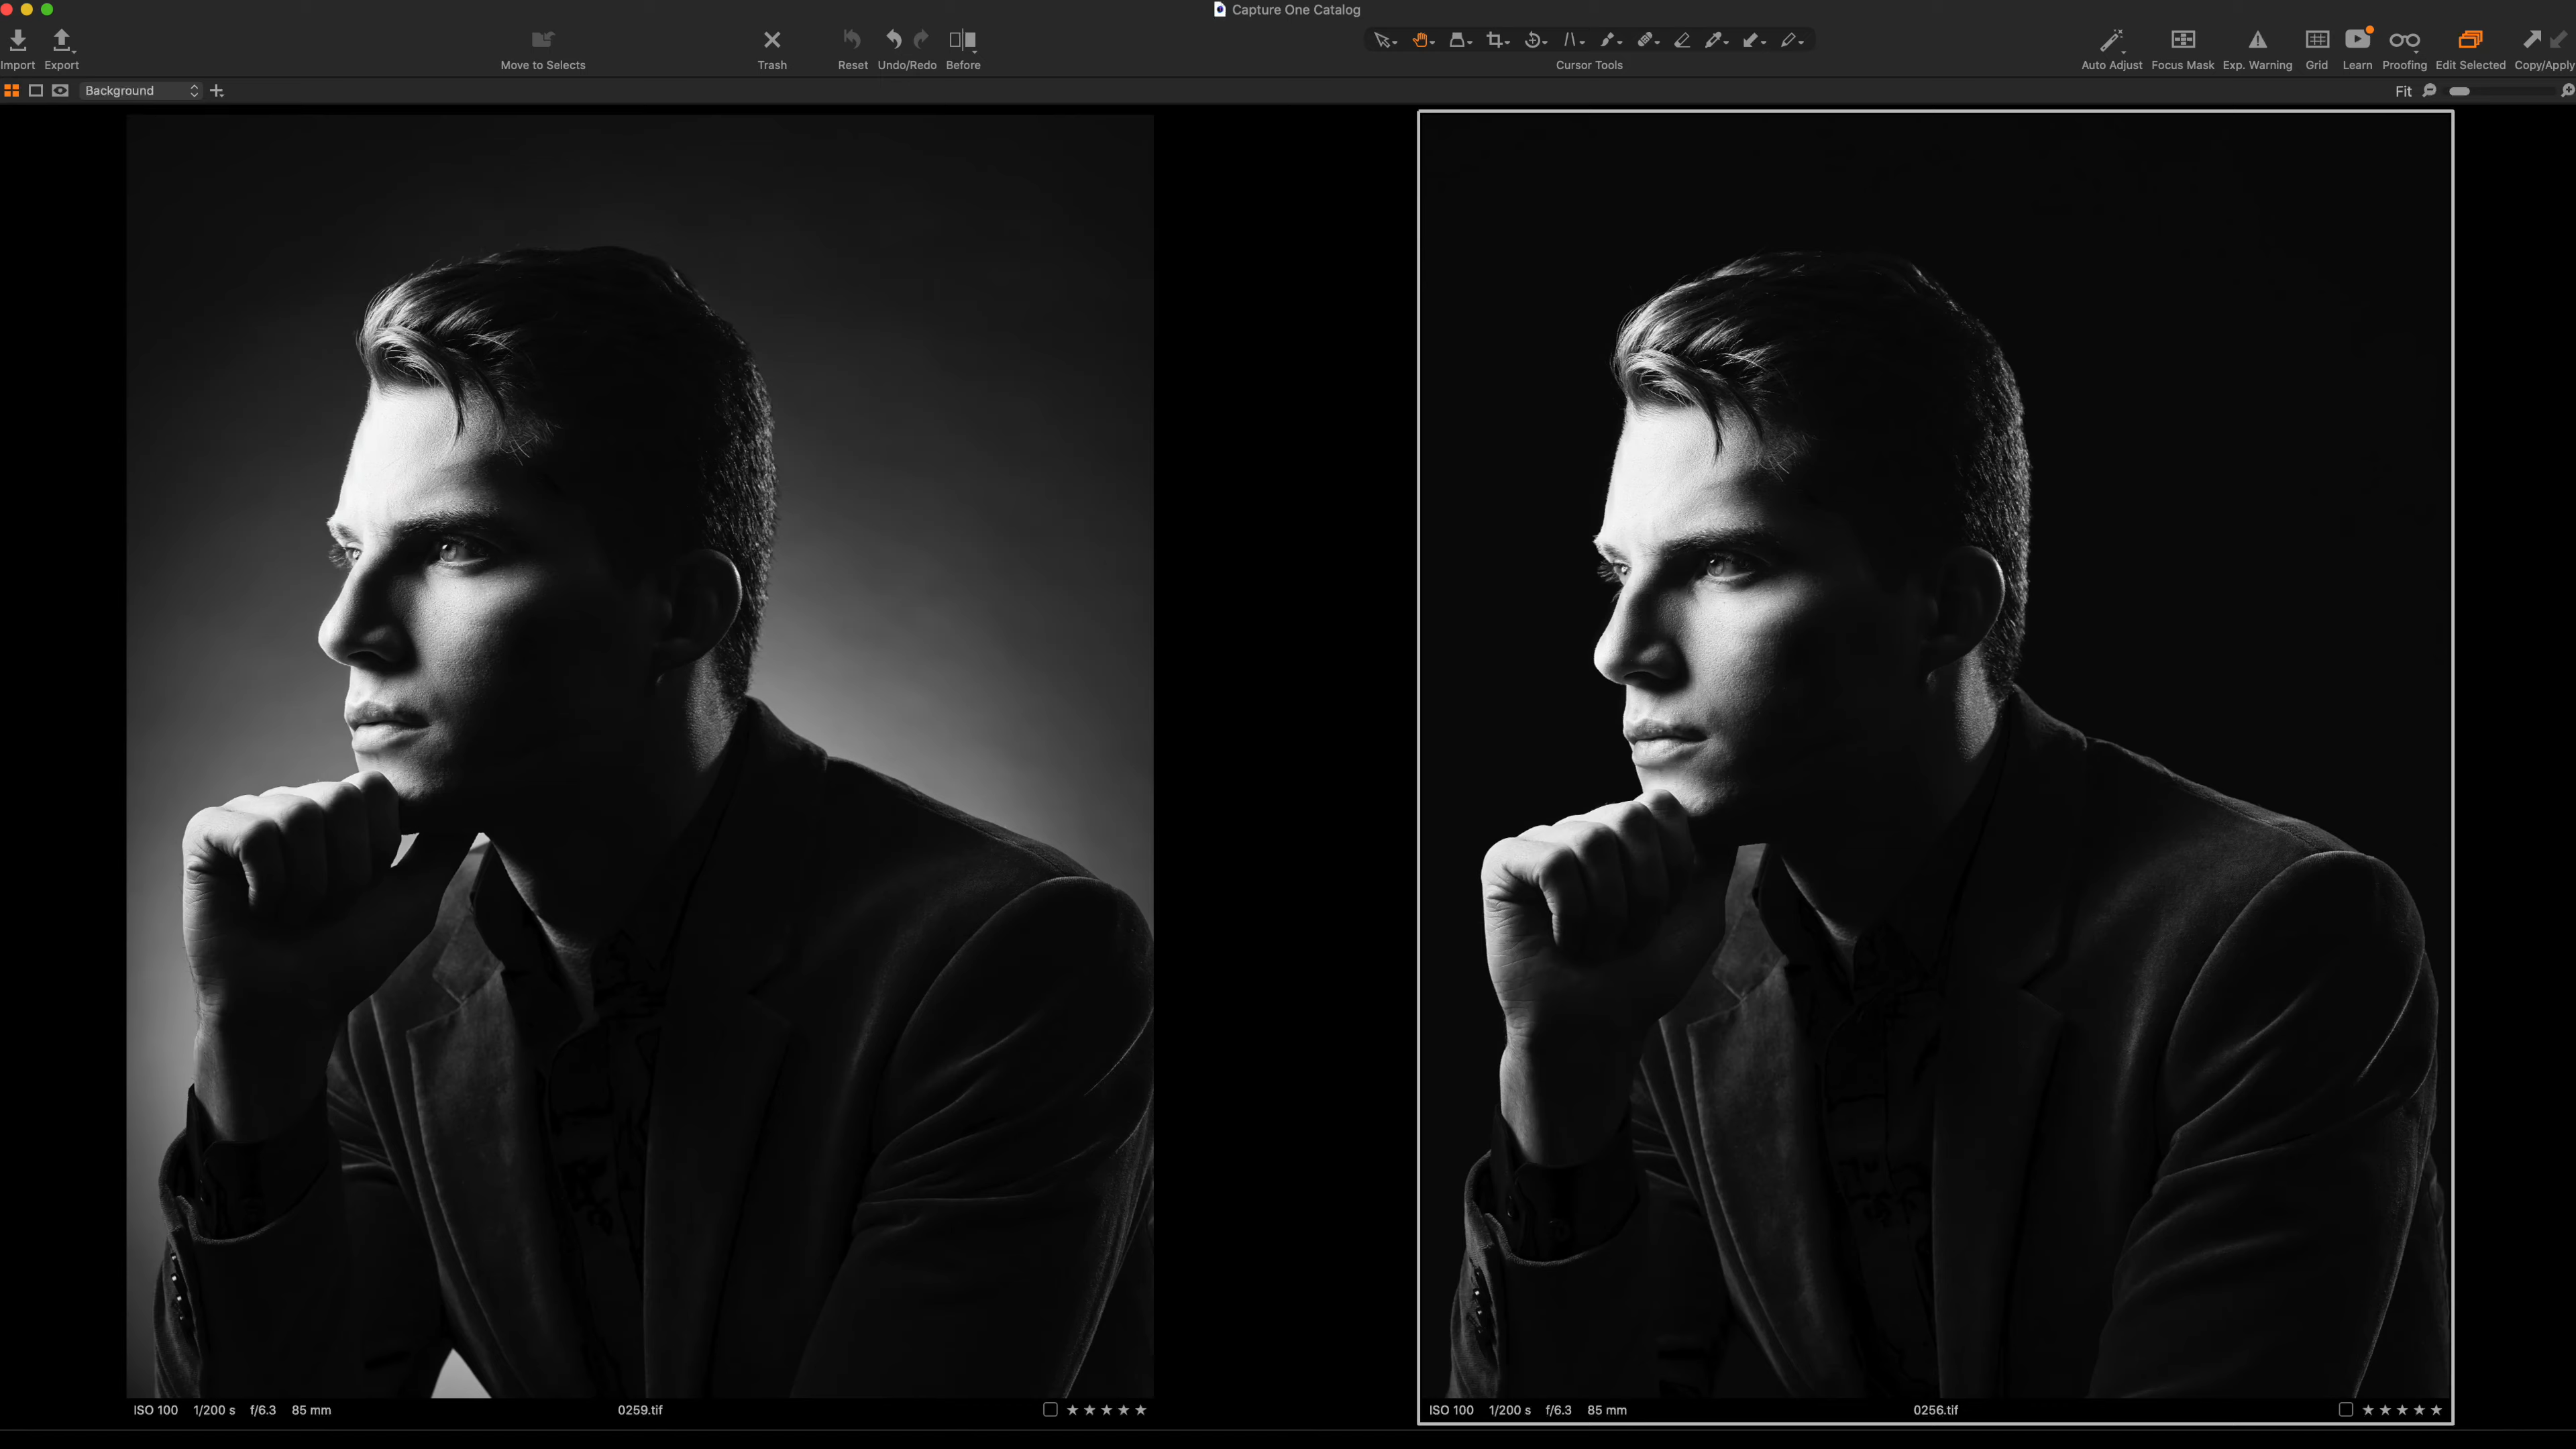 Capture One Catalog
Import Export Move to Selects Trash Reset Undo/Redo Before Cursor Tools Auto Adjust Focus Mask Exp. Warning Grid Learn Proofing Edit Selected Copy/Apply
Background Fit
ISO 100 1/200 s f/6.3 85 mm 0259.tif
ISO 100 1/200 s f/6.3 85 mm 0256.tif